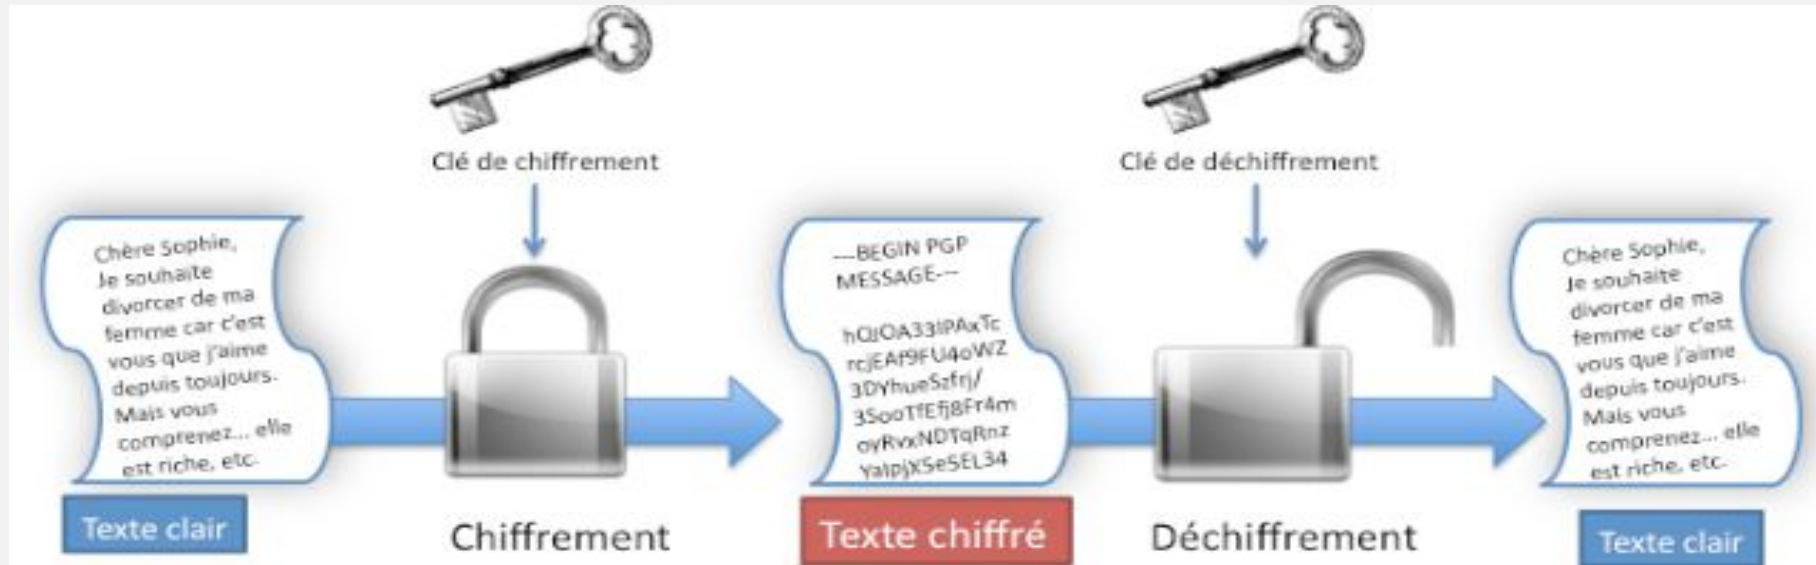 Clé de chiffrement
Clé de déchiffrement
Chère Sophie,
Je souhaite
divorcer de ma
femme car c'est
vous que j'aime
depuis toujours.
Mais vous
comprenez... elle
est riche, etc.
---BEGIN PGP
MESSAGE---
hQIOA33IPAxTc
rcjEAf9FU4oWZ
3DYhueSzfrj/
3SooTfEfj8Fr4m
oyRvxNDTqRnz
YaIpjX5eSEL34
Chère Sophie,
Je souhaite
divorcer de ma
femme car c'est
vous que j'aime
depuis toujours.
Mais vous
comprenez... elle
est riche, etc.
Texte clair
Chiffrement
Texte chiffré
Déchiffrement
Texte clair